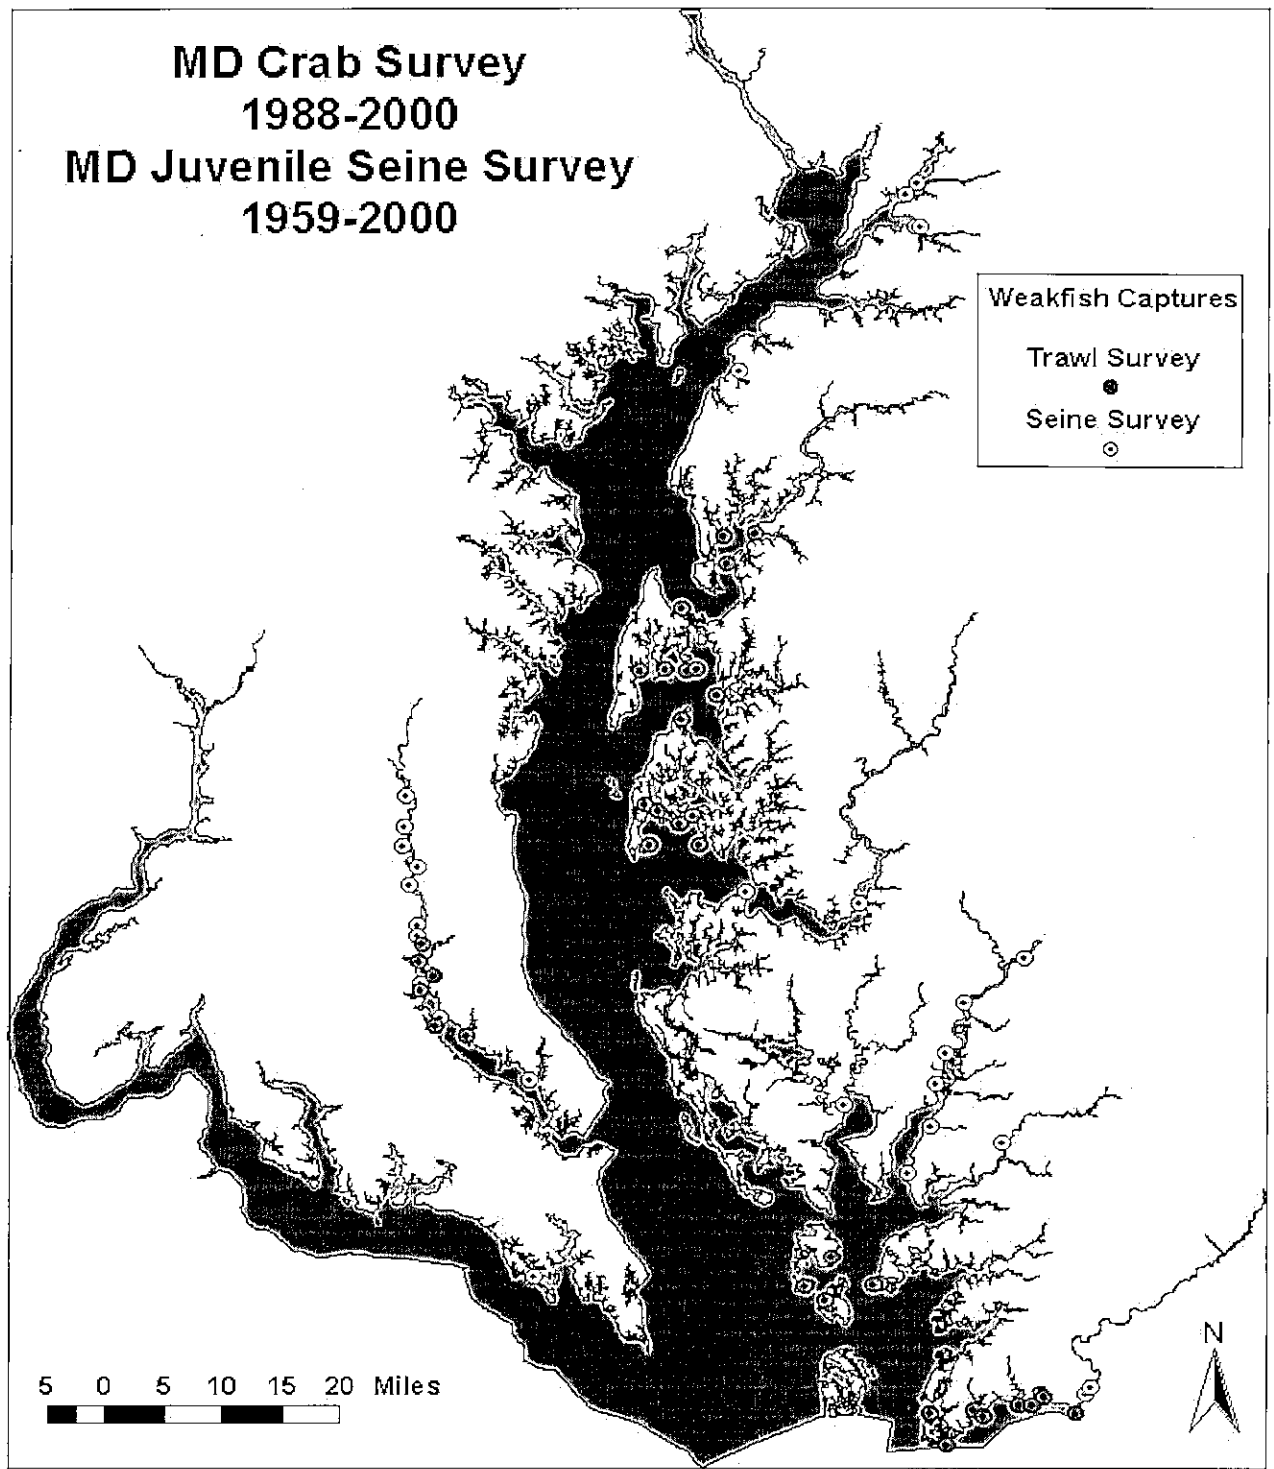 MD Crab Survey
1988-2000
MD Juvenile Seine Survey
1959-2000
Weakfish Captures
Trawl Survey
Seine Survey
N
5 0 5 10 15 20 Miles